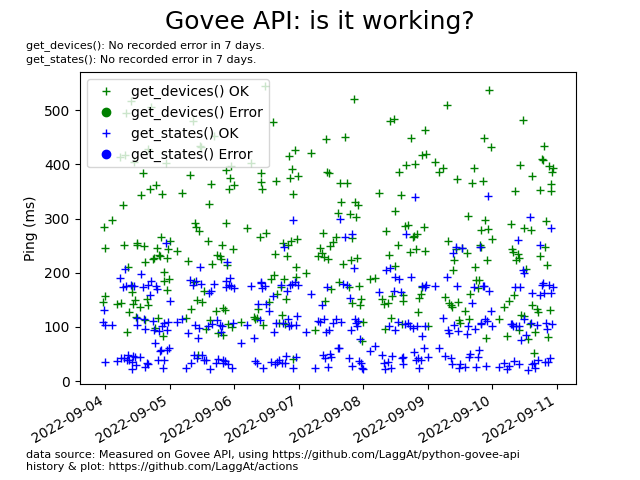 Govee API: is it working?
get_devices(): No recorded error in 7 days.
get_states(): No recorded error in 7 days.
get_devices() OK
get_devices() Error
get_states() OK
get_states() Error
Ping (ms)
500
400
300
200
100
0
2022-09-04
2022-09-05
2022-09-06
2022-09-07
2022-09-08
2022-09-09
2022-09-10
2022-09-11
data source: Measured on Govee API, using https://github.com/LaggAt/python-govee-api
history & plot: https://github.com/LaggAt/actions